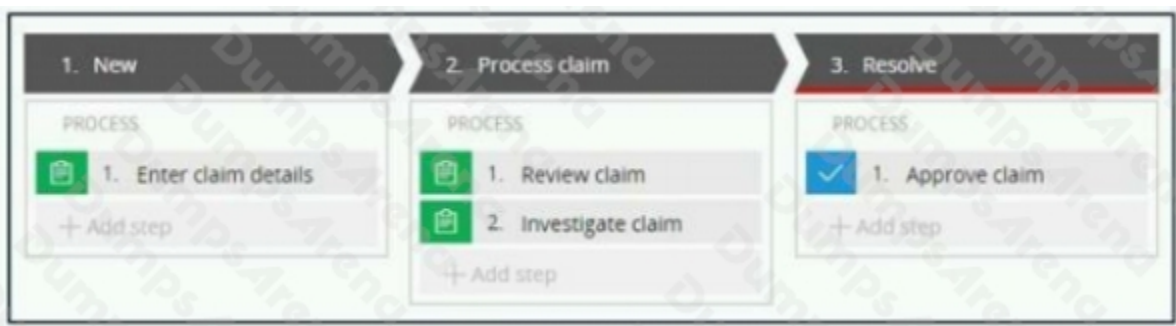 1. New
2. Process claim
3. Resolve
PROCESS
1. Enter claim details
+ Add step
PROCESS
1. Review claim
2. Investigate claim
+ Add step
PROCESS
1. Approve claim
+ Add step
DumpsArena